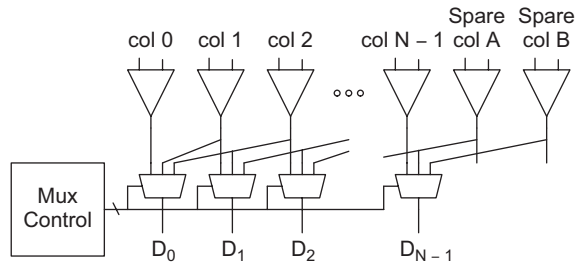 Spare Spare
col 0 col 1 col 2 col N – 1 col A col B
Mux
Control
D0 D1 D2 DN – 1